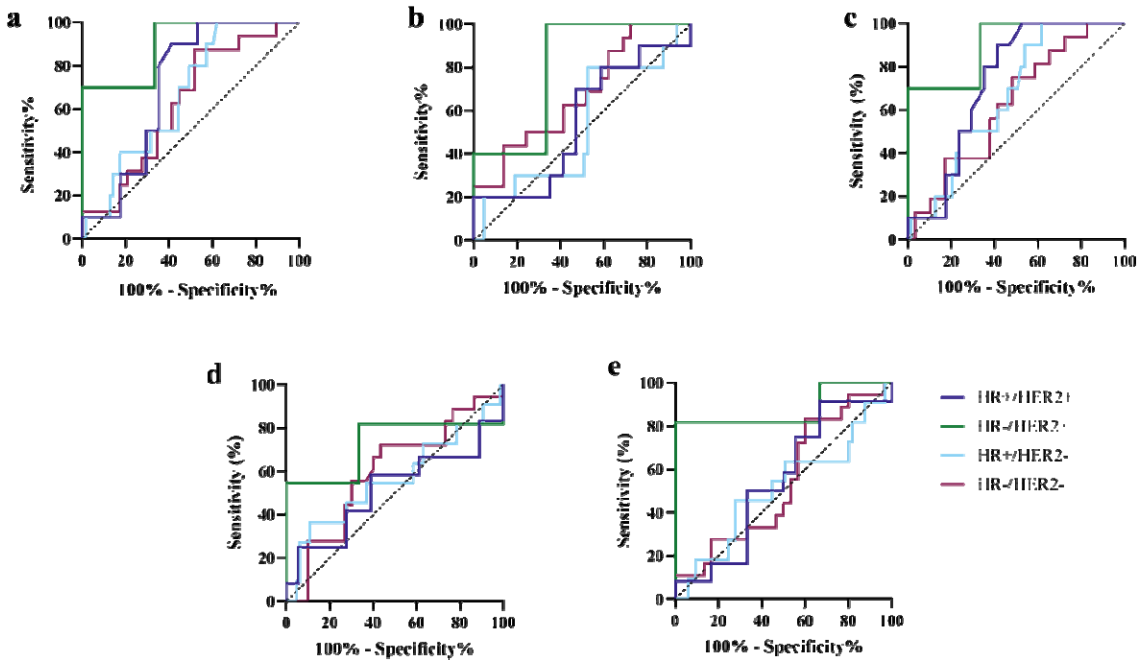 a
100
80
60
40
20
0
Sensitivity%
0 20 40 60 80 100
100% - Specificity%
b
100
80
60
40
20
0
Sensitivity%
0 20 40 60 80 100
100% - Specificity%
c
100
80
60
40
20
0
Sensitivity (%)
0 20 40 60 80 100
100% - Specificity%
d
100
80
60
40
20
0
Sensitivity (%)
0 20 40 60 80 100
100% - Specificity%
e
100
80
60
40
20
0
Sensitivity (%)
0 20 40 60 80 100
100% - Specificity%
HR+/HER2+
HR-/HER2+
HR+/HER2-
HR-/HER2-